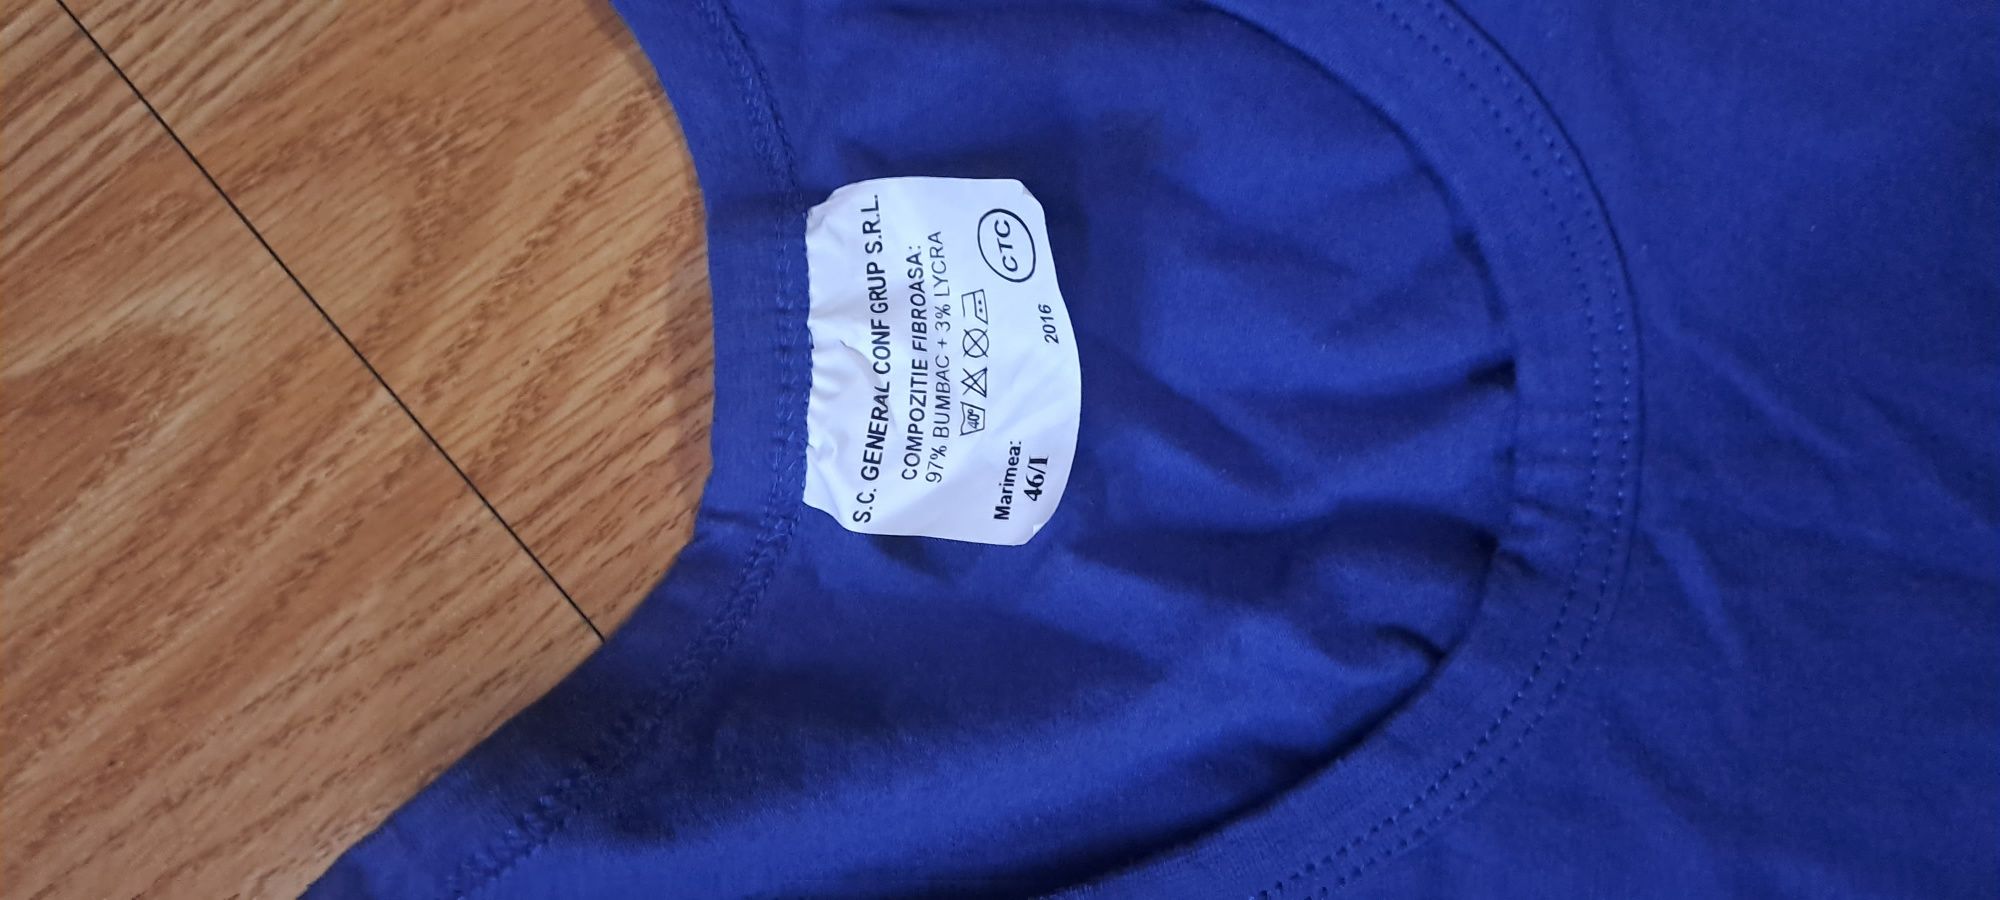 S.C. GENERAL CONF GRUP S.R.L.
COMPOZITIE FIBROASA:
97% BUMBAC + 3% LYCRA
40°
Marimea:
46/I
2016
CTC